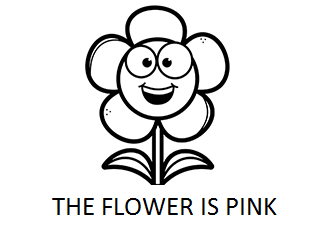 THE FLOWER IS PINK